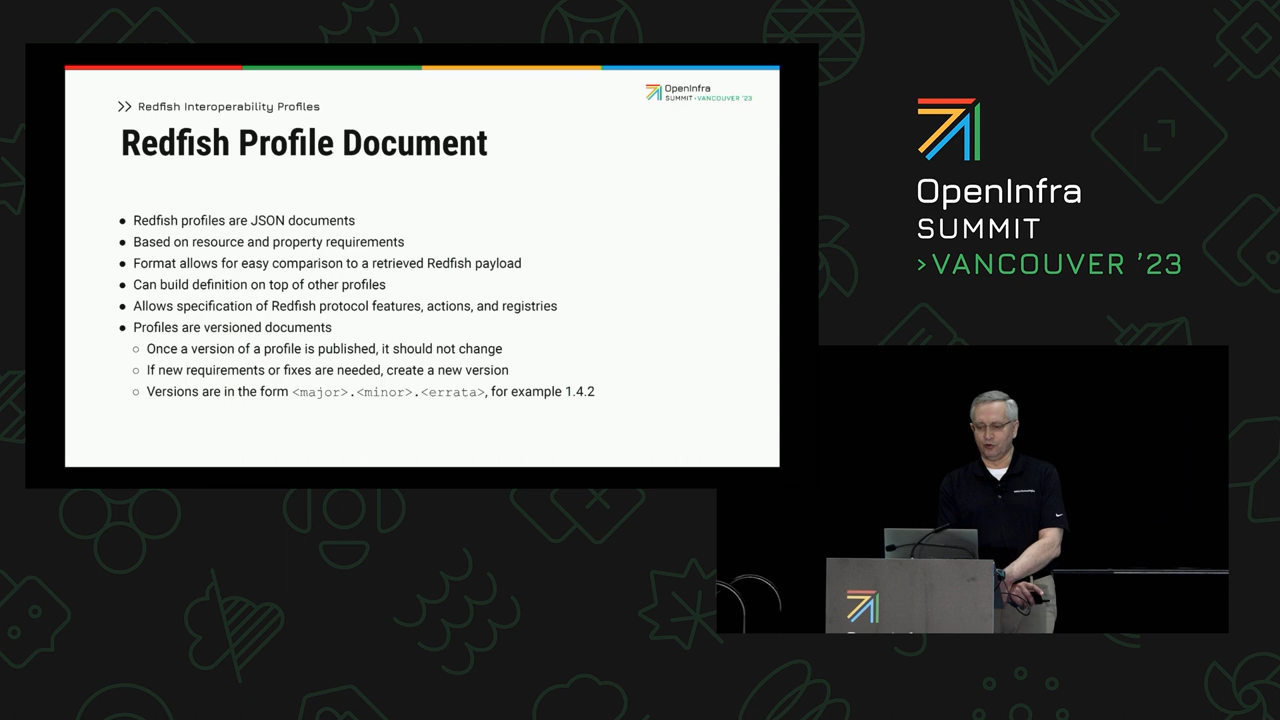 >> Redfish Interoperability Profiles
OpenInfra
SUMMIT >VANCOUVER '23
Redfish Profile Document
● Redfish profiles are JSON documents
● Based on resource and property requirements
● Format allows for easy comparison to a retrieved Redfish payload
● Can build definition on top of other profiles
● Allows specification of Redfish protocol features, actions, and registries
● Profiles are versioned documents
○ Once a version of a profile is published, it should not change
○ If new requirements or fixes are needed, create a new version
○ Versions are in the form <major>.<minor>.<errata>, for example 1.4.2
OpenInfra
SUMMIT
>VANCOUVER '23